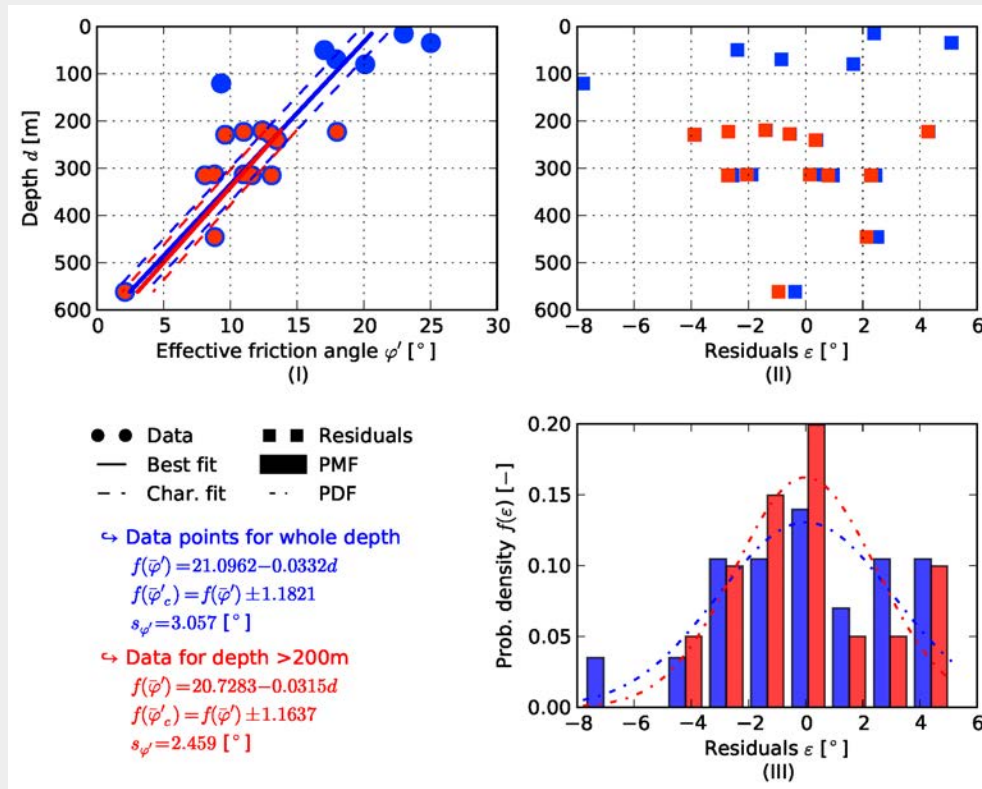 0
100
200
300
400
500
600
Depth d [m]
0 5 10 15 20 25 30
Effective friction angle φ′ [°]
(I)
0
100
200
300
400
500
600
−8 −6 −4 −2 0 2 4 6
Residuals ε [°]
(II)
Data
Residuals
Best fit
PMF
Char. fit
PDF
↪ Data points for whole depth
f(φ̄′)=21.0962−0.0332d
f(φ̄′c)=f(φ̄′)±1.1821
sφ′=3.057 [°]
↪ Data for depth >200m
f(φ̄′)=20.7283−0.0315d
f(φ̄′c)=f(φ̄′)±1.1637
sφ′=2.459 [°]
0.20
0.15
0.10
0.05
0.00
Prob. density f(ε) [−]
−8 −6 −4 −2 0 2 4 6
Residuals ε [°]
(III)